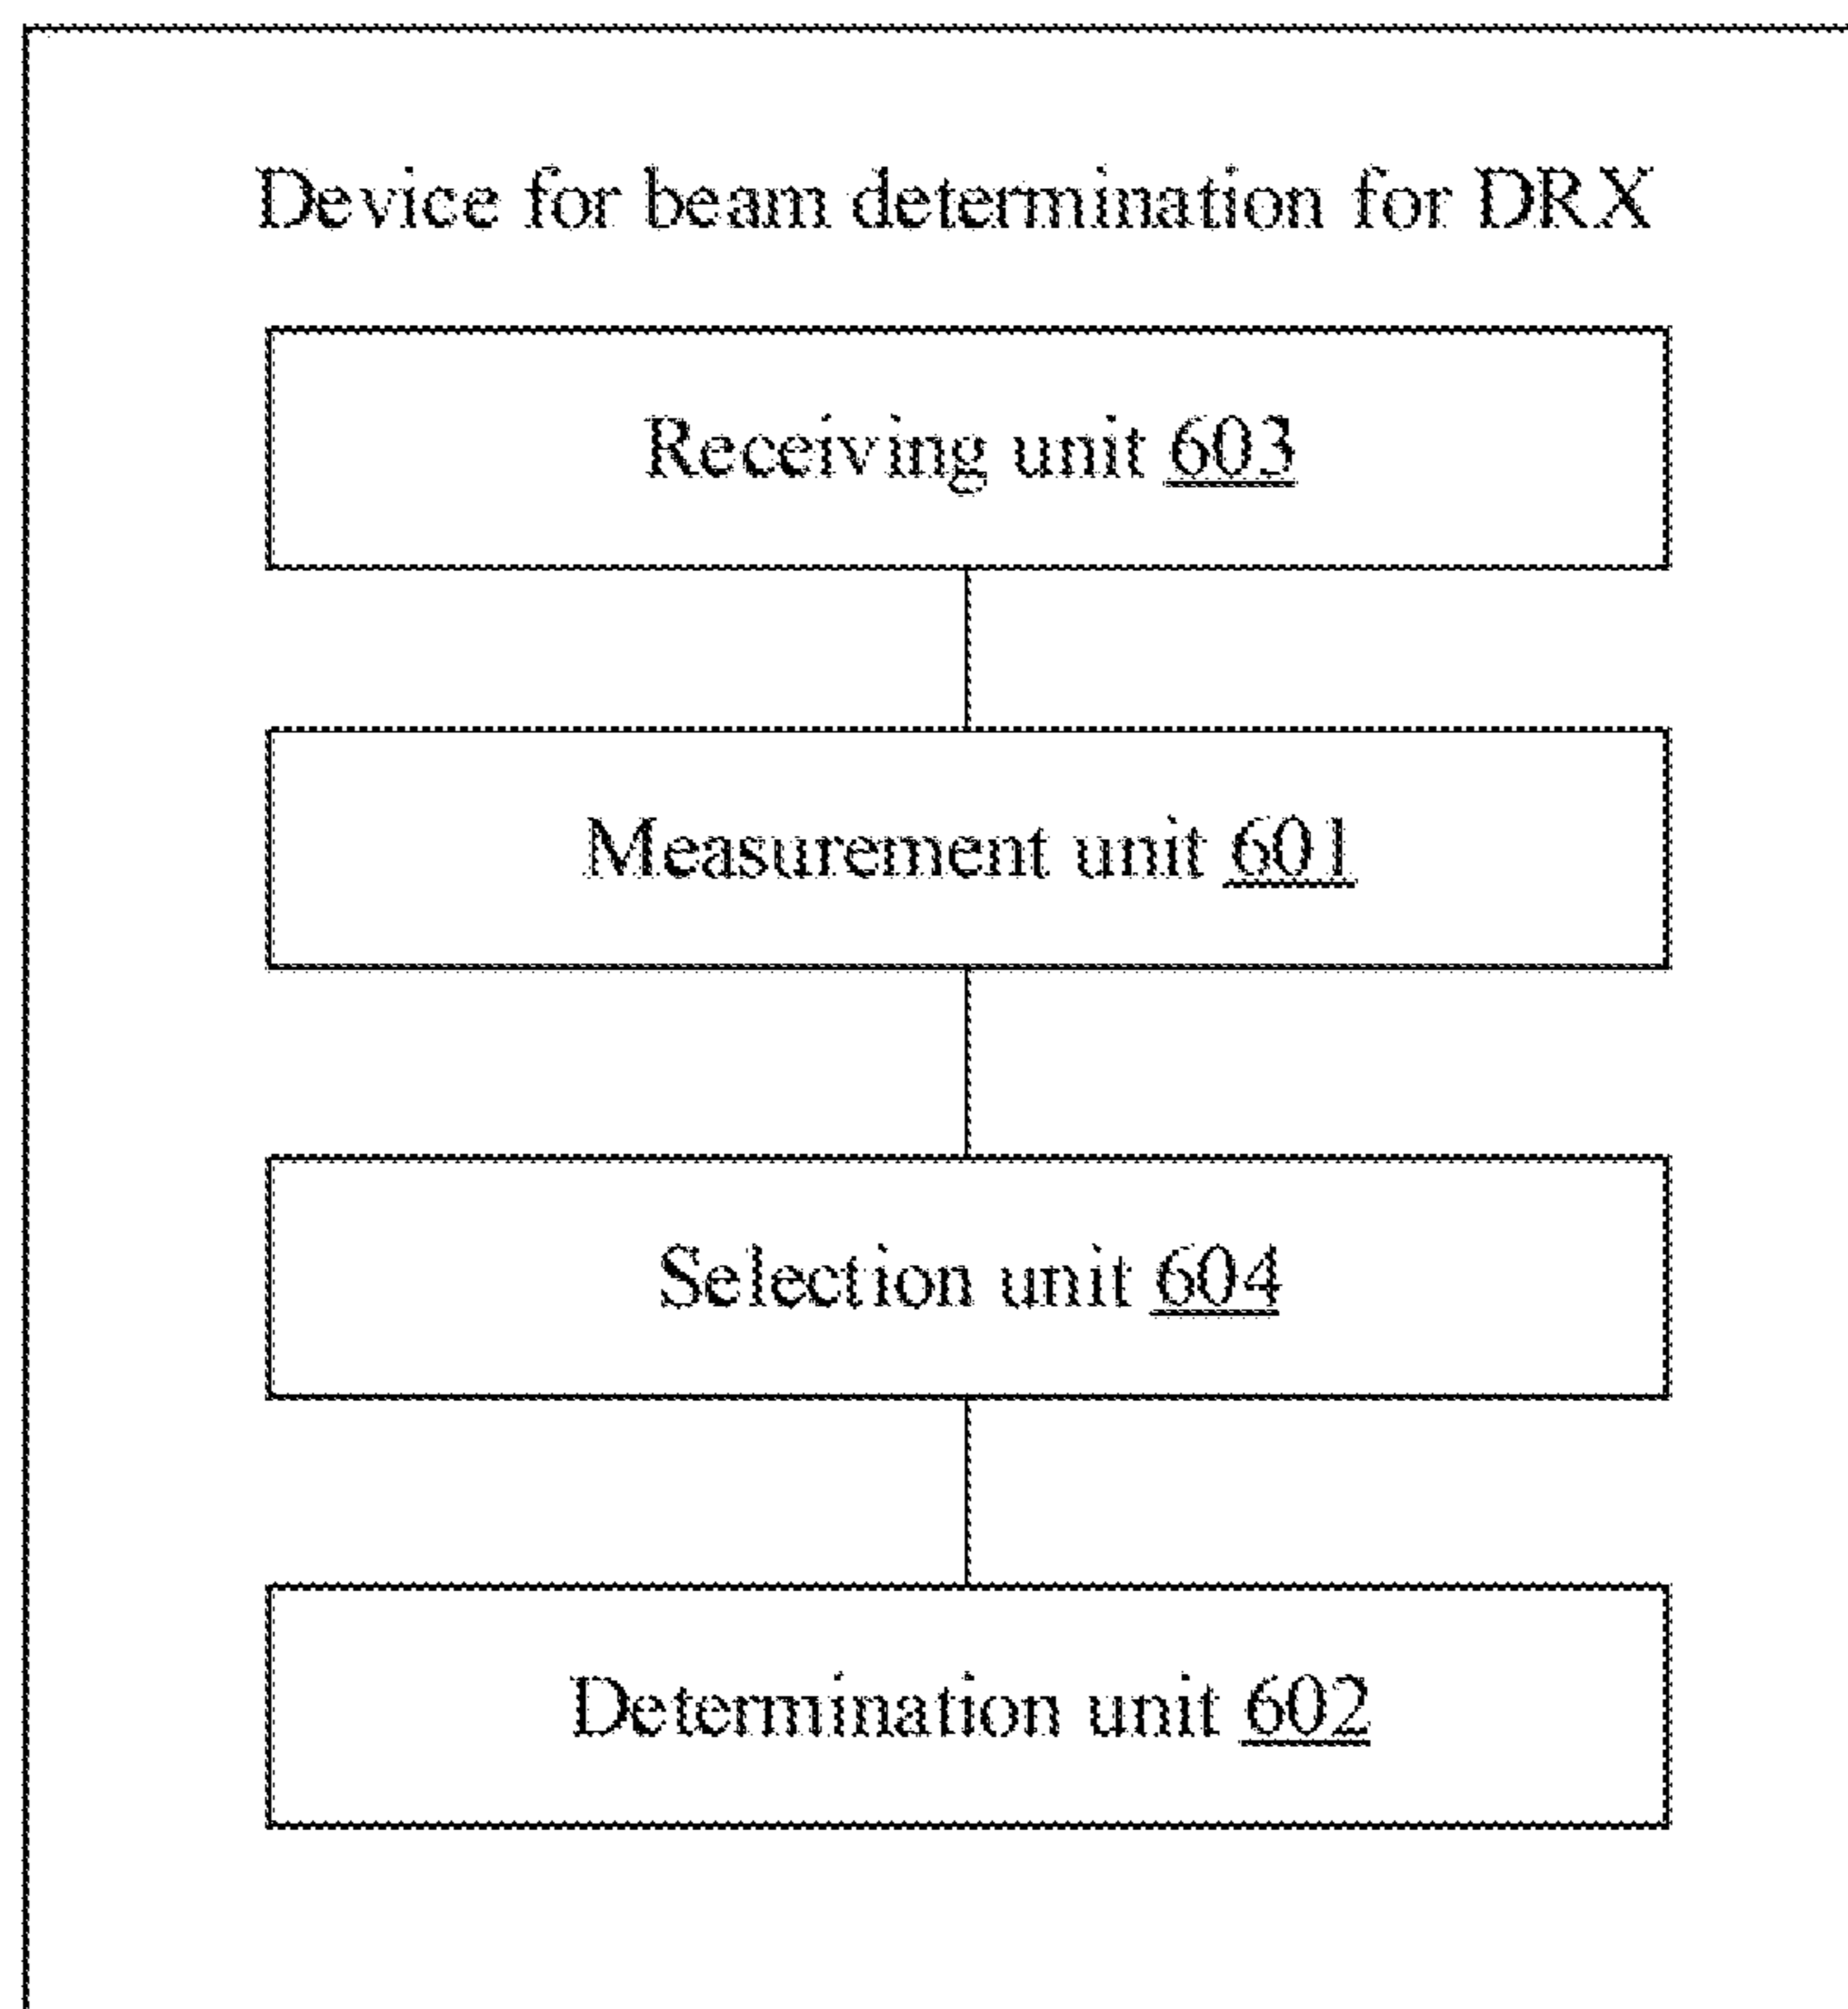 Device for beam determination for DRX
Receiving unit 603
Measurement unit 601
Selection unit 604
Determination unit 602